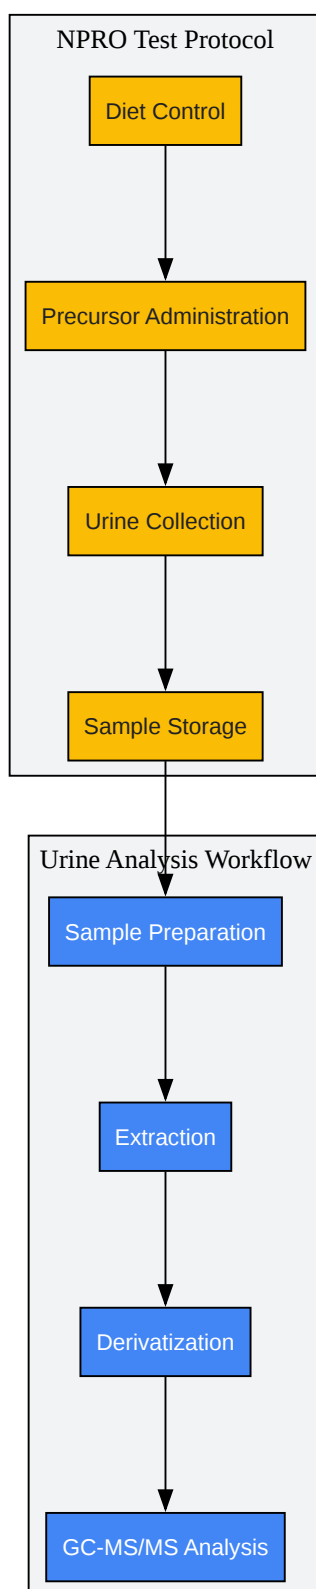 NPRO Test Protocol
Diet Control
Precursor Administration
Urine Collection
Sample Storage
Urine Analysis Workflow
Sample Preparation
Extraction
Derivatization
GC-MS/MS Analysis